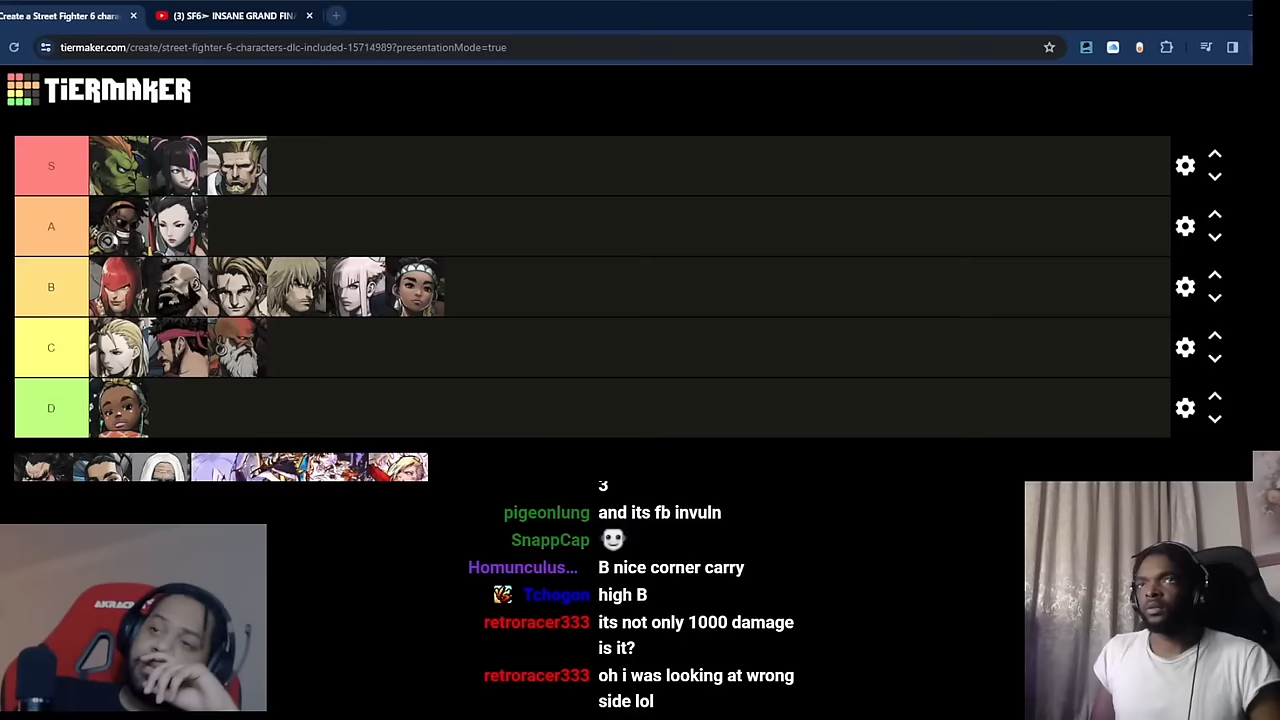 Create a Street Fighter 6 chara
(3) SF6➣ INSANE GRAND FIN
tiermaker.com/create/street-fighter-6-characters-dlc-included-15714989?presentationMode=true
TiERMAKER
S
A
B
C
D
3
pigeonlung and its fb invuln
SnappCap
Homunculus... B nice corner carry
Tchogon high B
retroracer333 its not only 1000 damage
is it?
retroracer333 oh i was looking at wrong
side lol
AKRACING